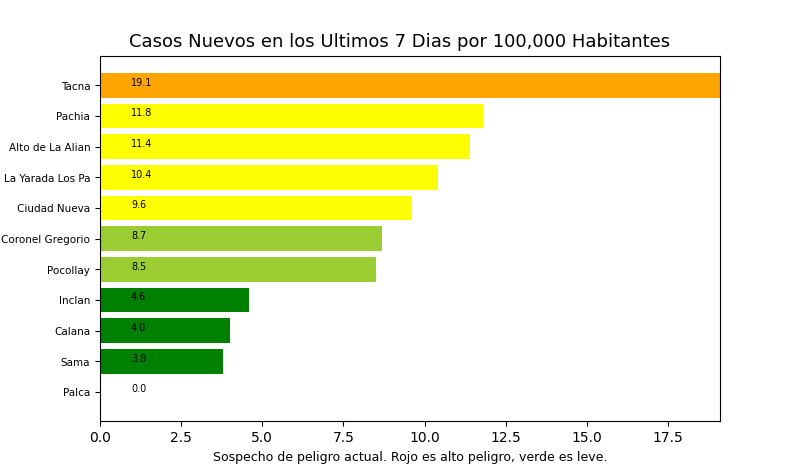 Casos Nuevos en los Ultimos 7 Dias por 100,000 Habitantes
Tacna 19.1
Pachia 11.8
Alto de La Alian 11.4
La Yarada Los Pa 10.4
Ciudad Nueva 9.6
Coronel Gregorio 8.7
Pocollay 8.5
Inclan 4.6
Calana 4.0
Sama 3.8
Palca 0.0
0.0 2.5 5.0 7.5 10.0 12.5 15.0 17.5
Sospecho de peligro actual. Rojo es alto peligro, verde es leve.